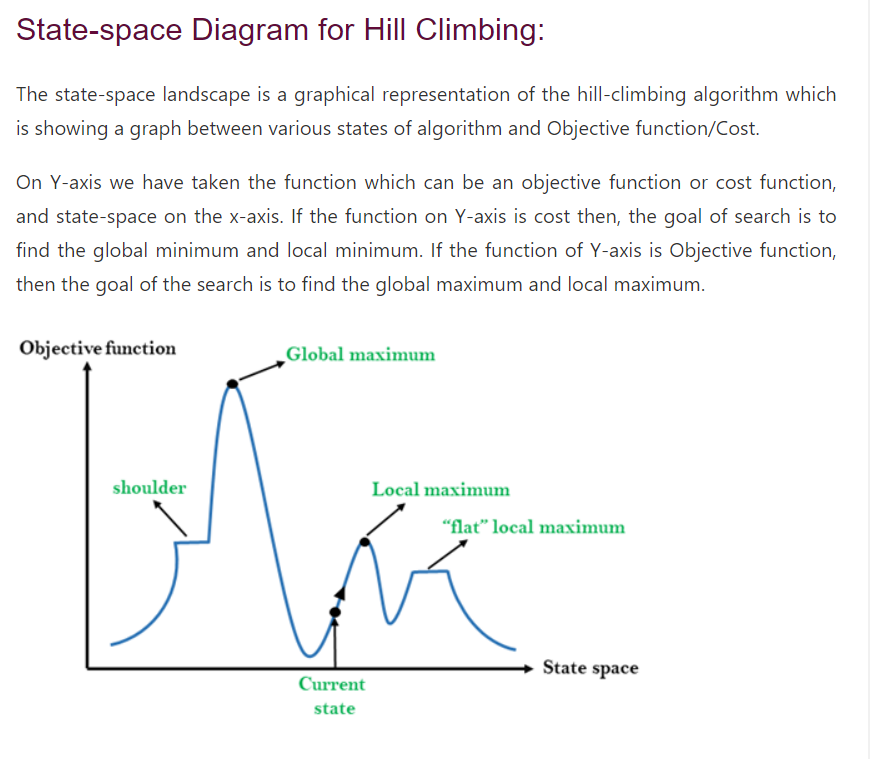 State-space Diagram for Hill Climbing:
The state-space landscape is a graphical representation of the hill-climbing algorithm which
is showing a graph between various states of algorithm and Objective function/Cost.
On Y-axis we have taken the function which can be an objective function or cost function,
and state-space on the x-axis. If the function on Y-axis is cost then, the goal of search is to
find the global minimum and local minimum. If the function of Y-axis is Objective function,
then the goal of the search is to find the global maximum and local maximum.
Objective function
Global maximum
shoulder
Local maximum
“flat” local maximum
State space
Current
state